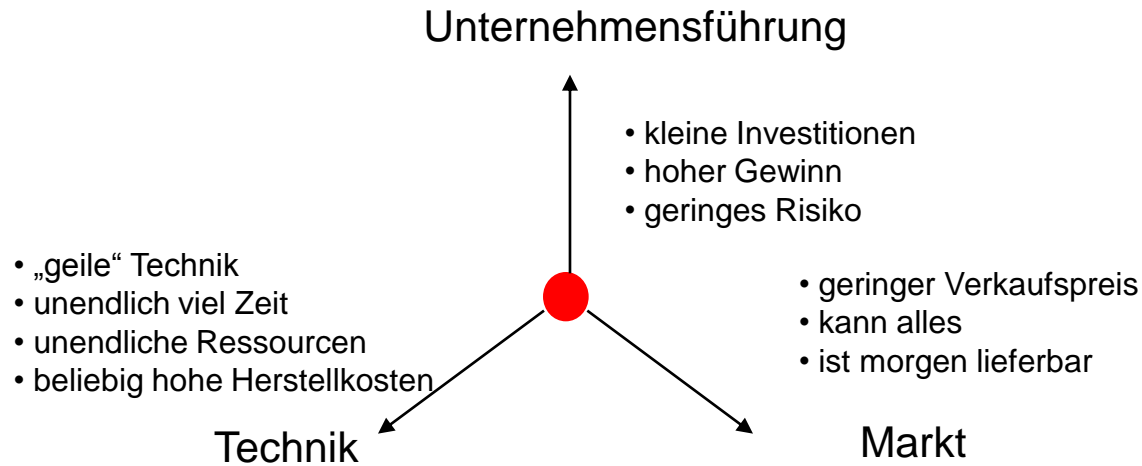 Unternehmensführung
• kleine Investitionen
• hoher Gewinn
• geringes Risiko
• „geile“ Technik
• unendlich viel Zeit
• unendliche Ressourcen
• beliebig hohe Herstellkosten
• geringer Verkaufspreis
• kann alles
• ist morgen lieferbar
Technik
Markt